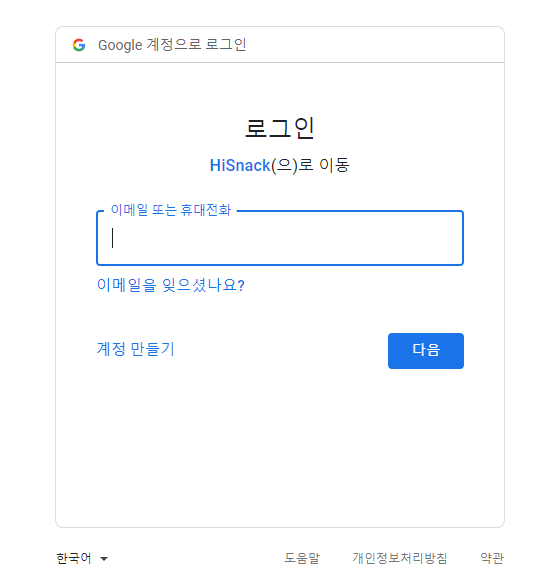 Google 계정으로 로그인
로그인
HiSnack(으)로 이동
이메일 또는 휴대전화
이메일을 잊으셨나요?
계정 만들기
다음
한국어
도움말
개인정보처리방침
약관